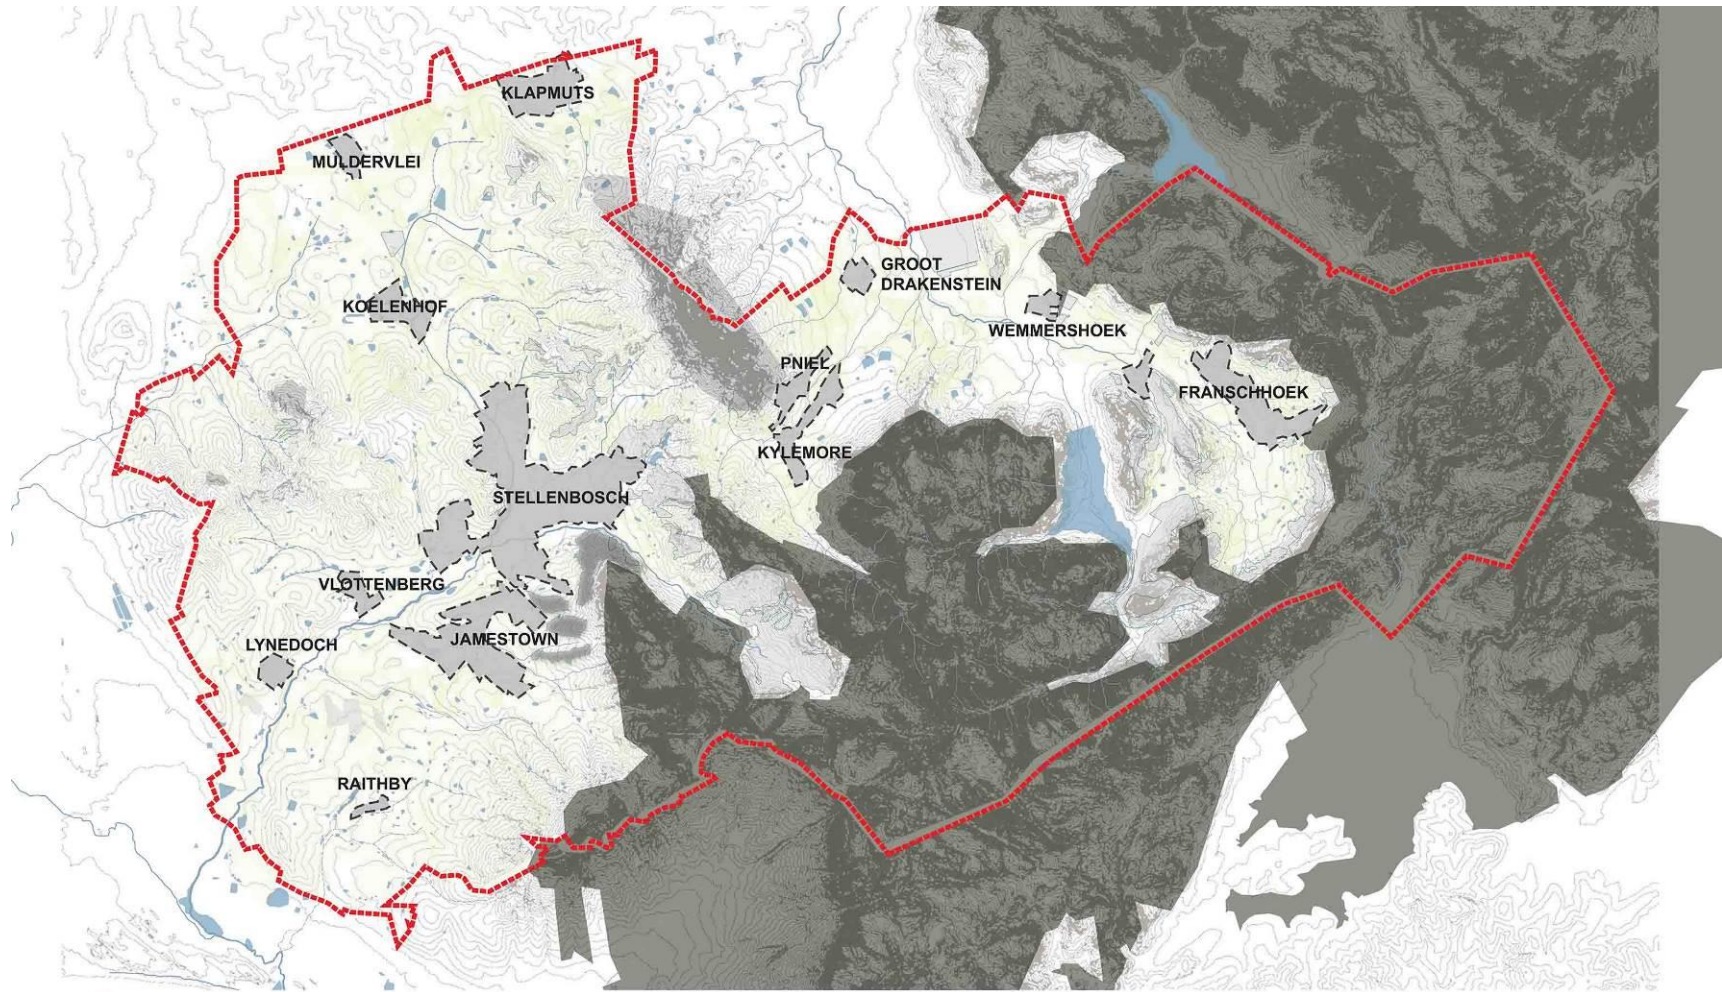 KLAPMUTS
MULDERVLEI
GROOT
DRAKENSTEIN
KOELENHOF
WEMMERSHOEK
PNIEL
FRANSCHHOEK
KYLEMORE
STELLENBOSCH
VLOTTENBERG
JAMESTOWN
LYNEDOCH
RAITHBY